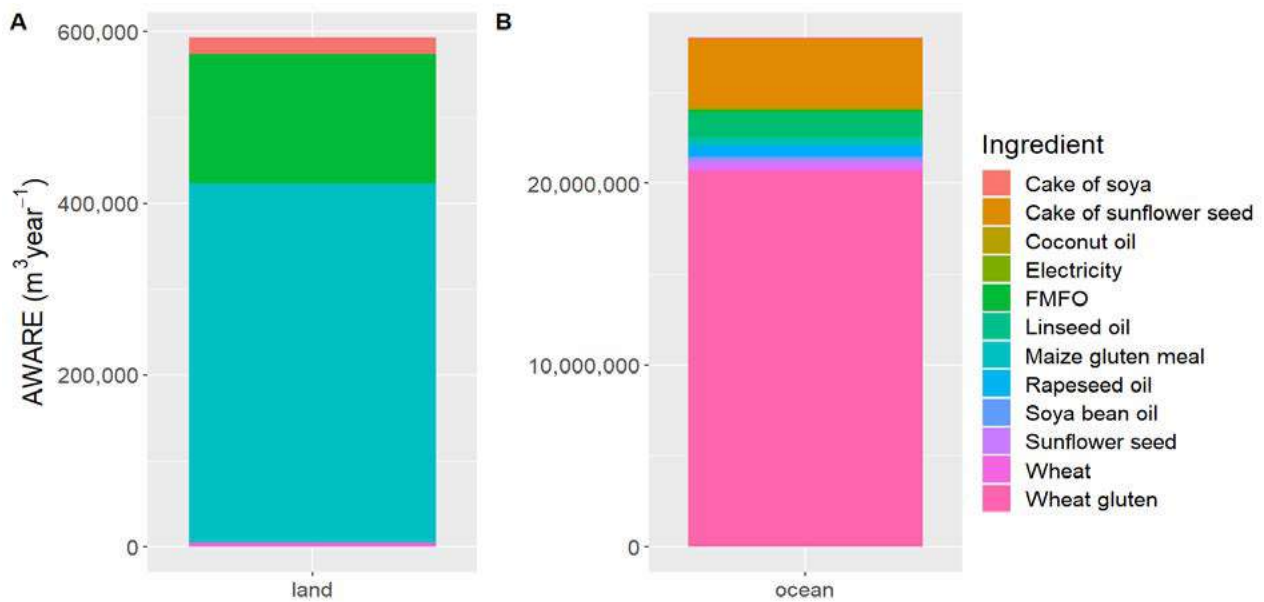 A
B
600,000
400,000
200,000
0
AWARE (m³year⁻¹)
land
20,000,000
10,000,000
0
ocean
Ingredient
Cake of soya
Cake of sunflower seed
Coconut oil
Electricity
FMFO
Linseed oil
Maize gluten meal
Rapeseed oil
Soya bean oil
Sunflower seed
Wheat
Wheat gluten